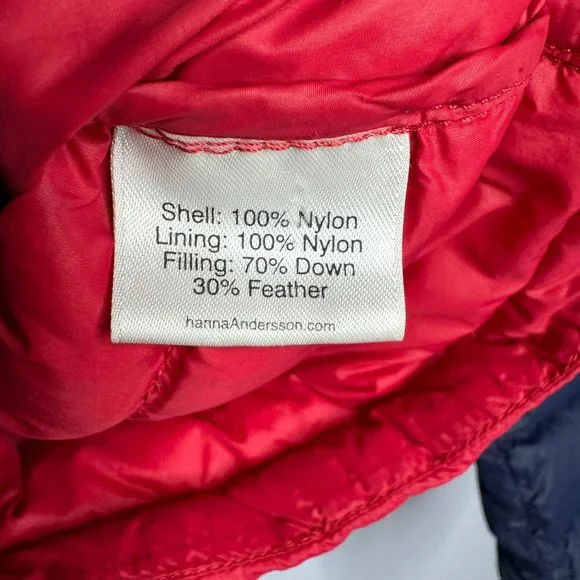 Shell: 100% Nylon
Lining: 100% Nylon
Filling: 70% Down
30% Feather
hannaAndersson.com